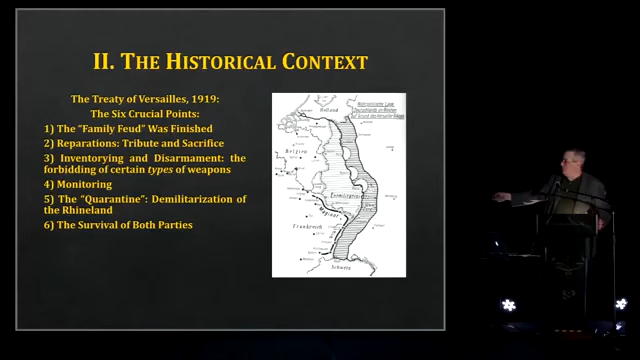 II. THE HISTORICAL CONTEXT
The Treaty of Versailles, 1919:
The Six Crucial Points:
1) The “Family Feud” Was Finished
2) Reparations: Tribute and Sacrifice
3) Inventorying and Disarmament: the
forbidding of certain types of weapons
4) Monitoring
5) The “Quarantine”: Demilitarization of
the Rhineland
6) The Survival of Both Parties
Holland
Belgien
Maginot
Frankreich
Schweiz